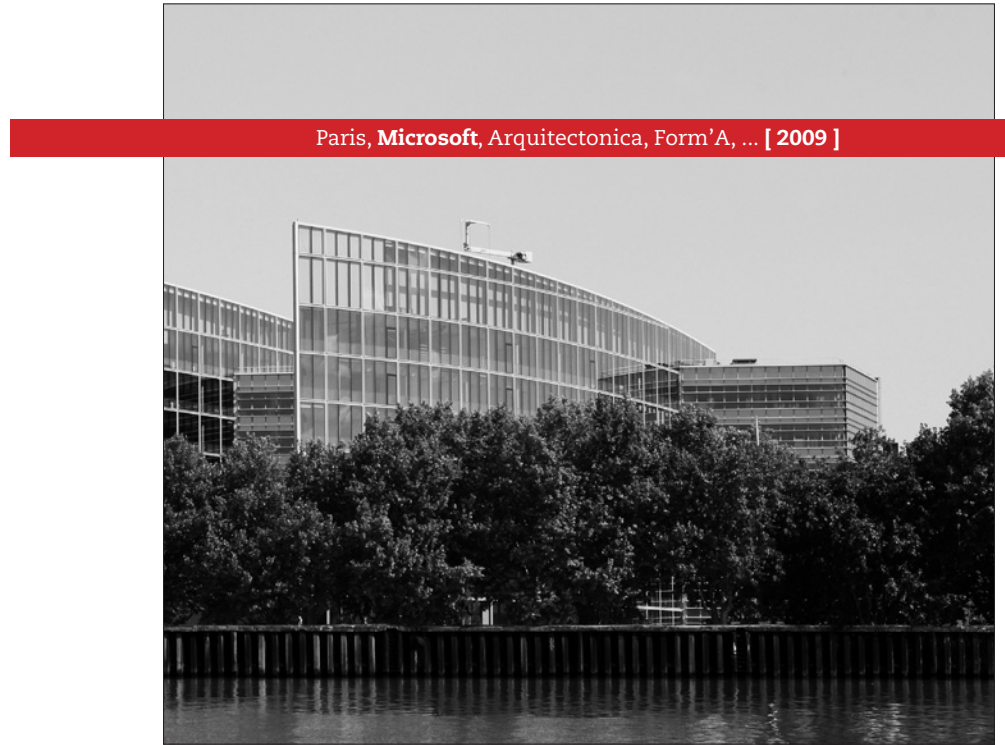 Paris, Microsoft, Arquitectonica, Form’A, ... [ 2009 ]